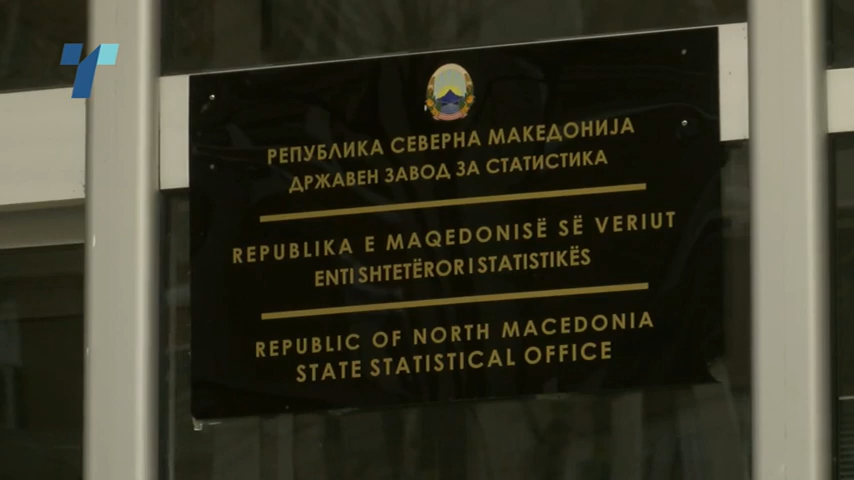 РЕПУБЛИКА СЕВЕРНА МАКЕДОНИЈА
ДРЖАВЕН ЗАВОД ЗА СТАТИСТИКА
REPUBLIKA E MAQEDONISË SË VERIUT
ENTI SHTETËROR I STATISTIKËS
REPUBLIC OF NORTH MACEDONIA
STATE STATISTICAL OFFICE